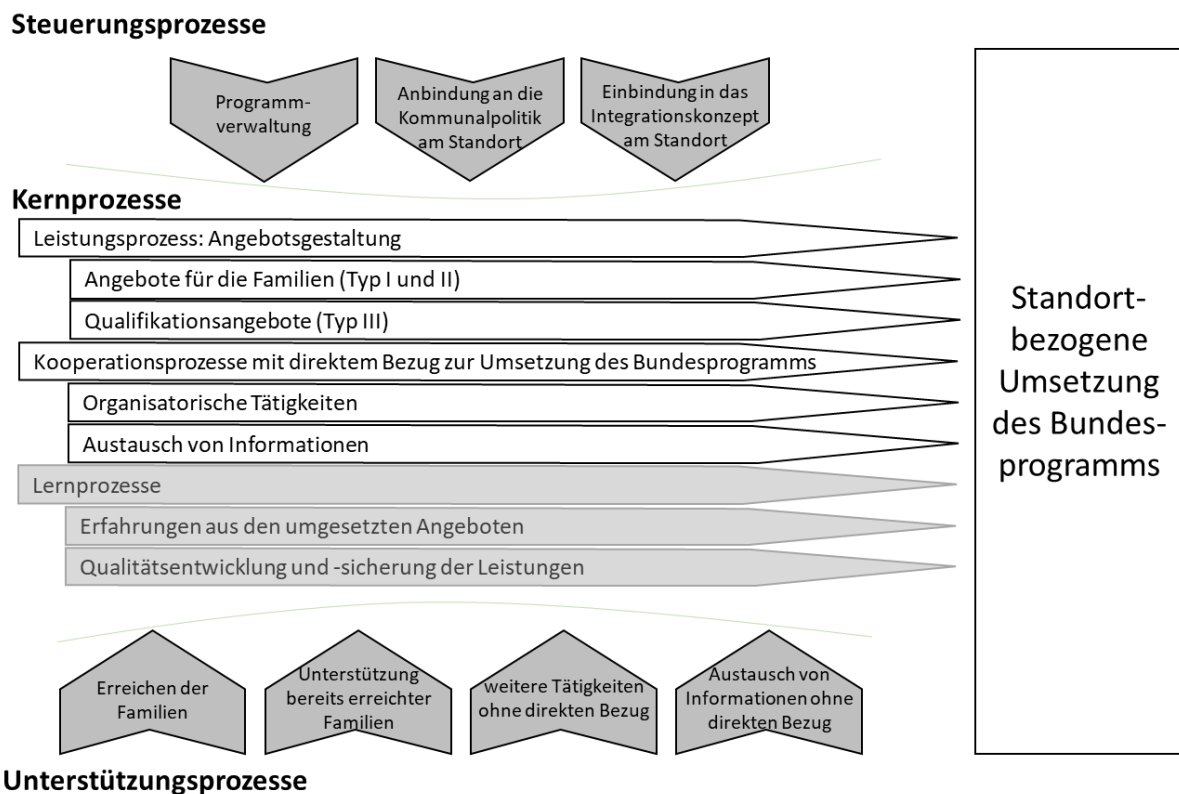 Steuerungsprozesse
Programm-
verwaltung
Anbindung an die
Kommunalpolitik
am Standort
Einbindung in das
Integrationskonzept
am Standort
Kernprozesse
Leistungsprozess: Angebotsgestaltung
Angebote für die Familien (Typ I und II)
Qualifikationsangebote (Typ III)
Kooperationsprozesse mit direktem Bezug zur Umsetzung des Bundesprogramms
Organisatorische Tätigkeiten
Austausch von Informationen
Lernprozesse
Erfahrungen aus den umgesetzten Angeboten
Qualitätsentwicklung und -sicherung der Leistungen
Standort-
bezogene
Umsetzung
des Bundes-
programms
Erreichen der
Familien
Unterstützung
bereits erreichter
Familien
weitere Tätigkeiten
ohne direkten Bezug
Austausch von
Informationen ohne
direkten Bezug
Unterstützungsprozesse